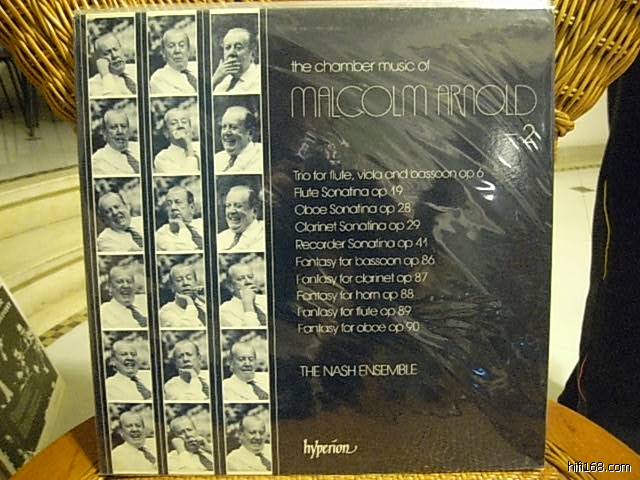 the chamber music of
MALCOLM ARNOLD
2
Trio for flute, viola and bassoon op 6
Flute Sonatina op 19
Oboe Sonatina op 28
Clarinet Sonatina op 29
Recorder Sonatina op 41
Fantasy for bassoon op 86
Fantasy for clarinet op 87
Fantasy for horn op 88
Fantasy for flute op 89
Fantasy for oboe op 90
THE NASH ENSEMBLE
hyperion
hifi168.com